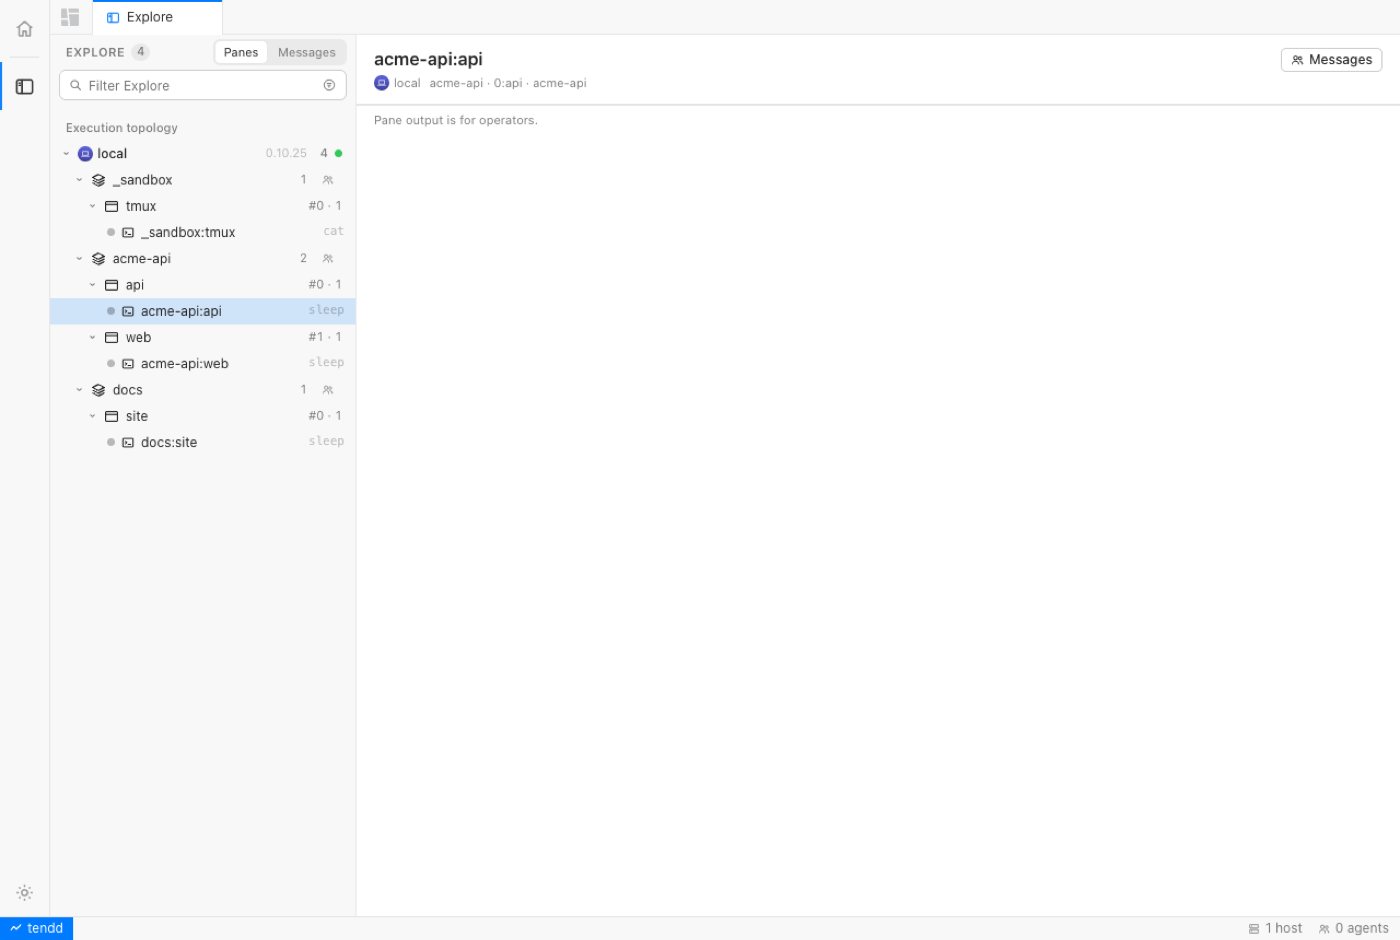 Explore
EXPLORE 4 Panes Messages
Filter Explore
Execution topology
local 0.10.25 4
_sandbox 1
tmux #0 · 1
_sandbox:tmux cat
acme-api 2
api #0 · 1
acme-api:api sleep
web #1 · 1
acme-api:web sleep
docs 1
site #0 · 1
docs:site sleep
acme-api:api
Messages
local acme-api · 0:api · acme-api
Pane output is for operators.
tendd
1 host 0 agents